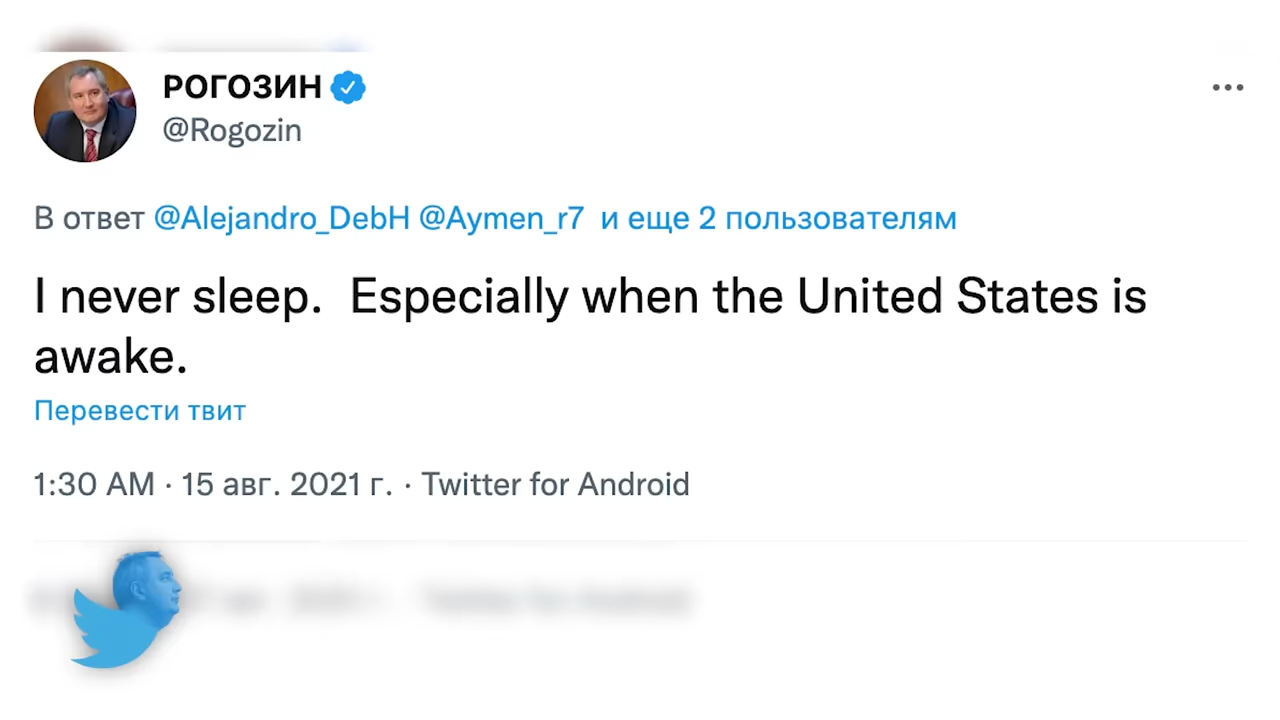 РОГОЗИН
@Rogozin
В ответ @Alejandro_DebH @Aymen_r7 и еще 2 пользователям
I never sleep. Especially when the United States is
awake.
Перевести твит
1:30 AM · 15 авг. 2021 г. · Twitter for Android